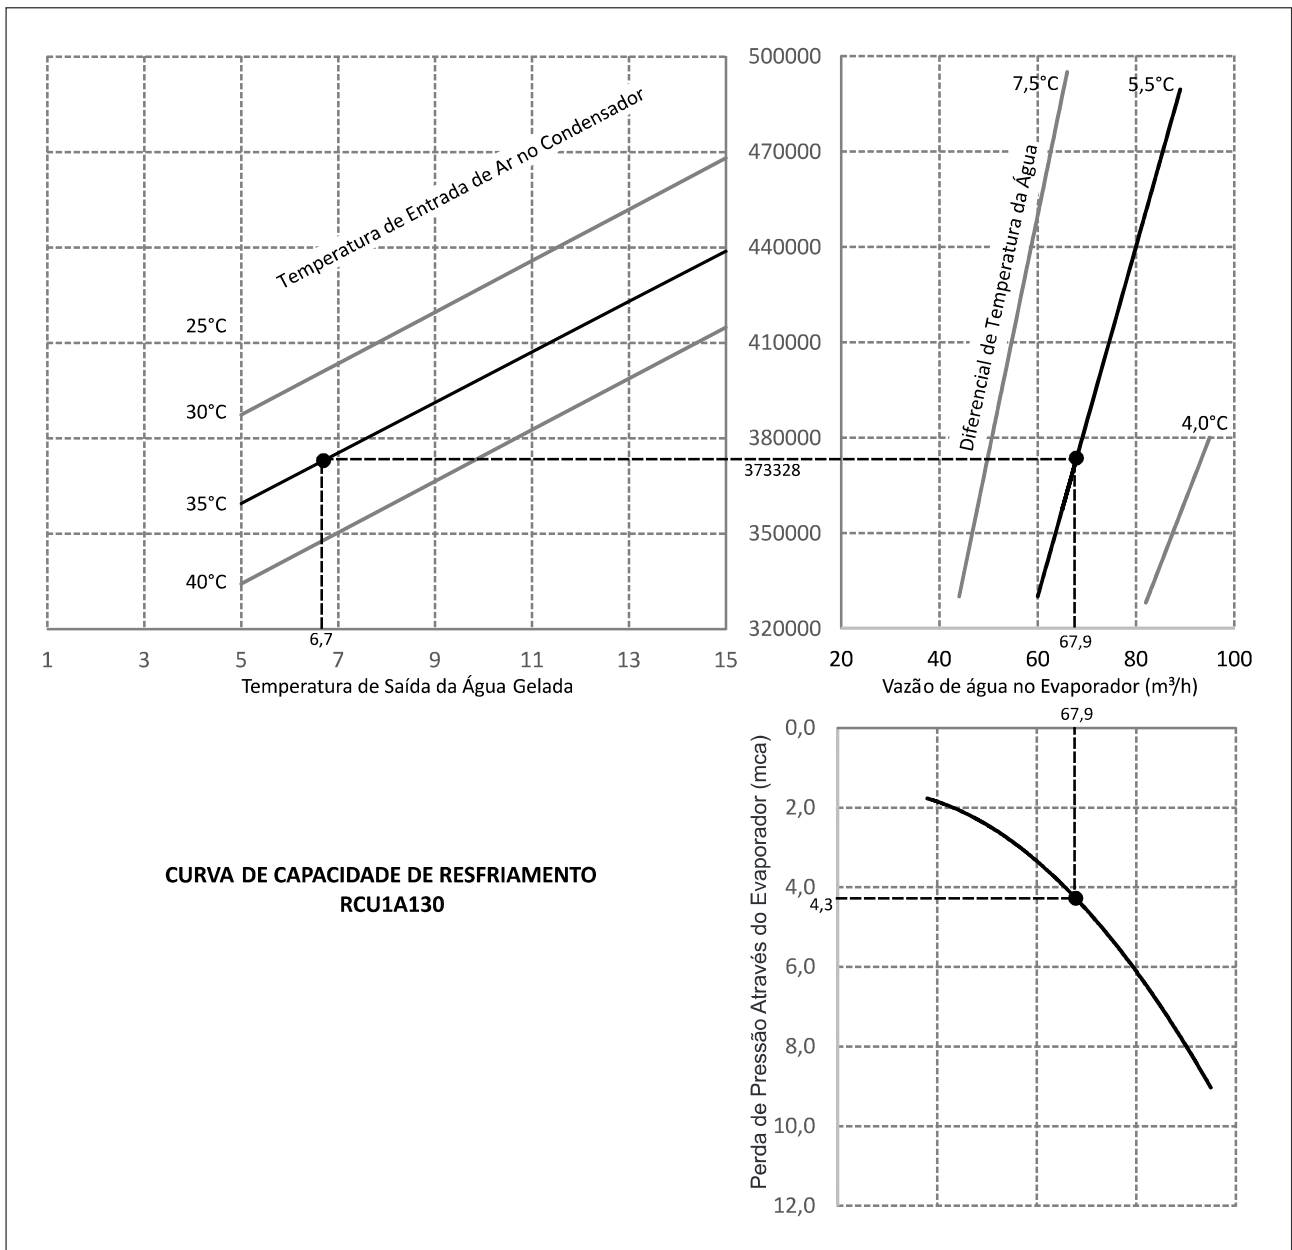 500000
470000
440000
410000
380000
373328
350000
320000
Temperatura de Entrada de Ar no Condensador
25°C
30°C
35°C
40°C
6,7
1 3 5 7 9 11 13 15
Temperatura de Saída da Água Gelada
7,5°C
5,5°C
4,0°C
Diferencial de Temperatura da Água
67,9
20 40 60 80 100
Vazão de água no Evaporador (m³/h)
67,9
0,0
2,0
4,0
4,3
6,0
8,0
10,0
12,0
Perda de Pressão Através do Evaporador (mca)
CURVA DE CAPACIDADE DE RESFRIAMENTO
RCU1A130